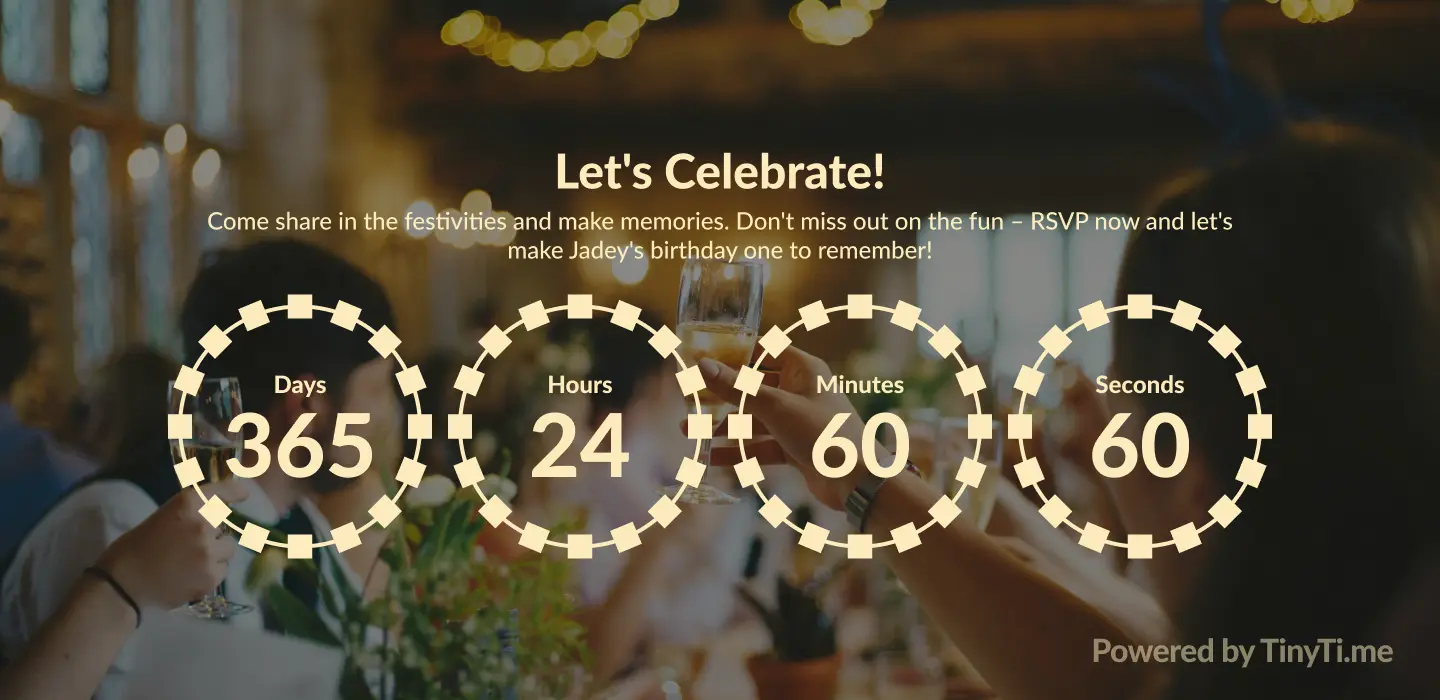 Let's Celebrate!
Come share in the festivities and make memories. Don't miss out on the fun – RSVP now and let's
make Jadey's birthday one to remember!
Days
365
Hours
24
Minutes
60
Seconds
60
Powered by TinyTi.me